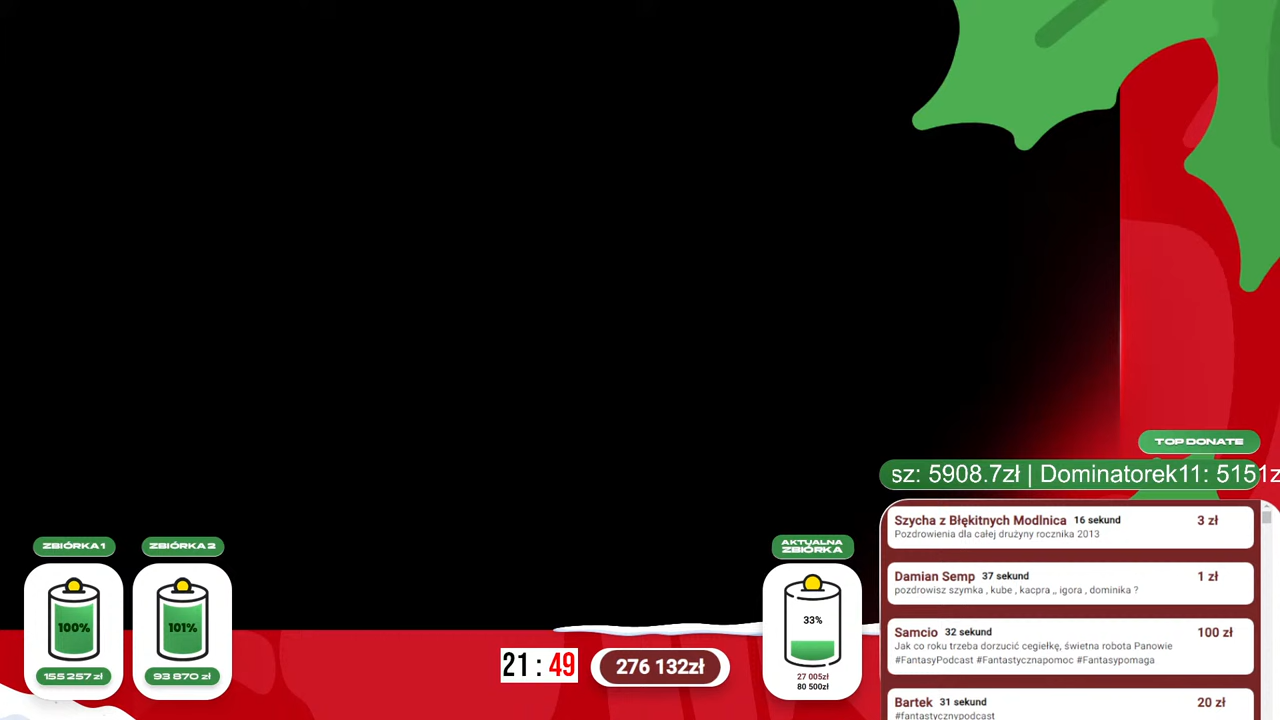 TOP DONATE
sz: 5908.7zł | Dominatorek11: 5151z
Szycha z Błękitnych Modlnica 16 sekund 3 zł
Pozdrowienia dla całej drużyny rocznika 2013
Damian Semp 37 sekund 1 zł
pozdrowisz szymka , kube , kacpra ,, igora , dominika ?
Samcio 32 sekund 100 zł
Jak co roku trzeba dorzucić cegiełkę, świetna robota Panowie
#FantasyPodcast #Fantastycznapomoc #Fantasypomaga
Bartek 31 sekund 20 zł
#fantastycznypodcast
ZBIÓRKA 1
100%
155 257 zł
ZBIÓRKA 2
101%
93 870 zł
21 : 49
276 132zł
AKTUALNA
ZBIÓRKA
33%
27 005zł
80 500zł